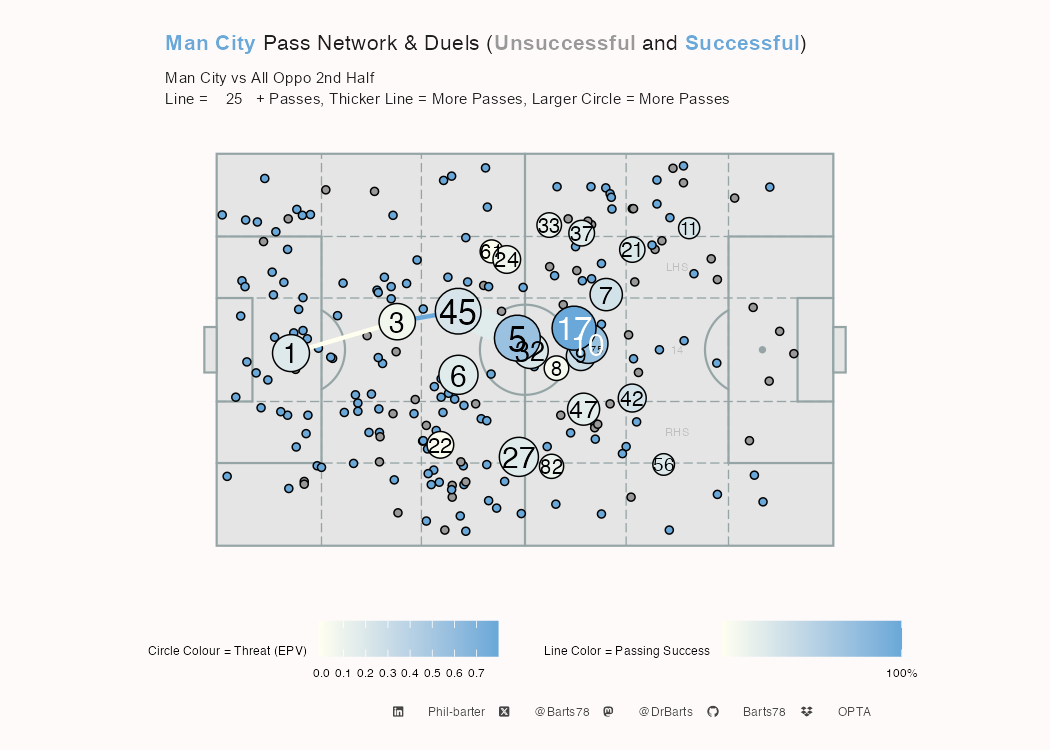 Man City Pass Network & Duels (Unsuccessful and Successful)
Man City vs All Oppo 2nd Half
Line = 25 + Passes, Thicker Line = More Passes, Larger Circle = More Passes
33
37
11
21
61
24
LHS
7
45
3
17
5
32
10
9
14
1
8
6
42
47
RHS
22
27
82
56
Circle Colour = Threat (EPV)
0.0 0.1 0.2 0.3 0.4 0.5 0.6 0.7
Line Color = Passing Success
100%
Phil-barter @Barts78 @DrBarts Barts78 OPTA